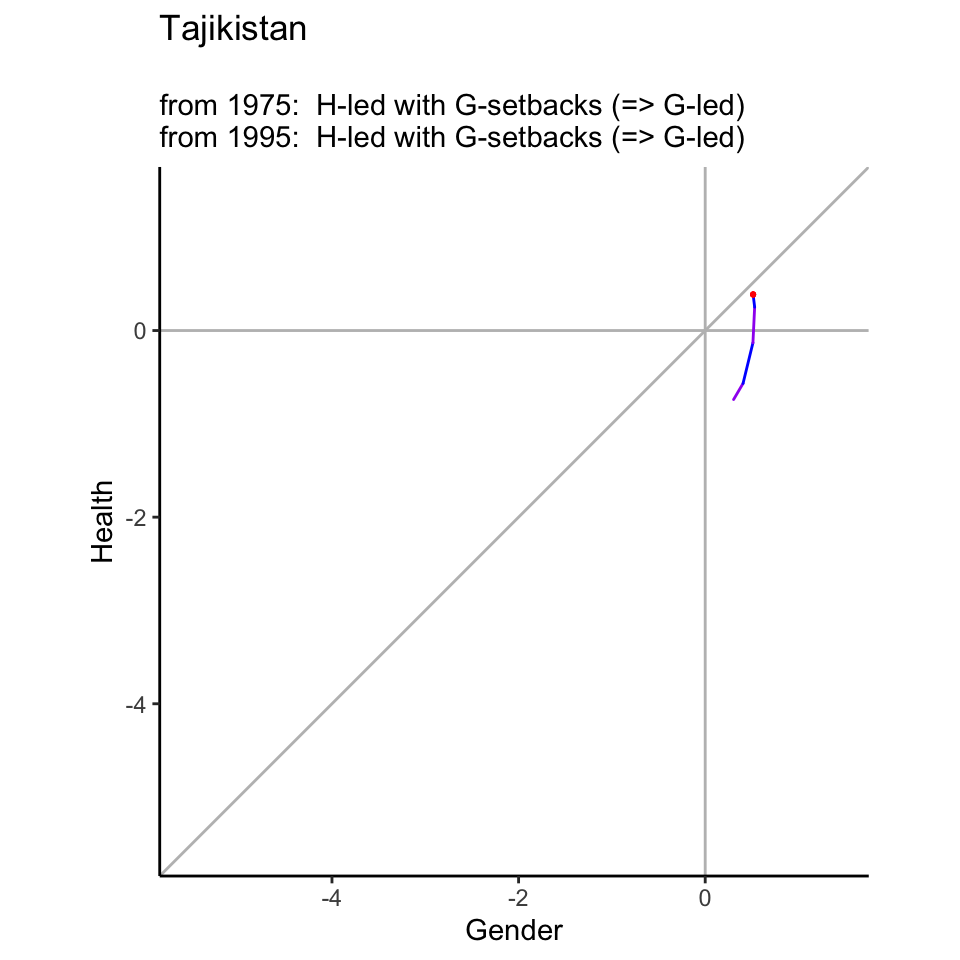 Tajikistan
from 1975:  H-led with G-setbacks (=> G-led)
from 1995:  H-led with G-setbacks (=> G-led)
0
-2
-4
Health
-4
-2
0
Gender